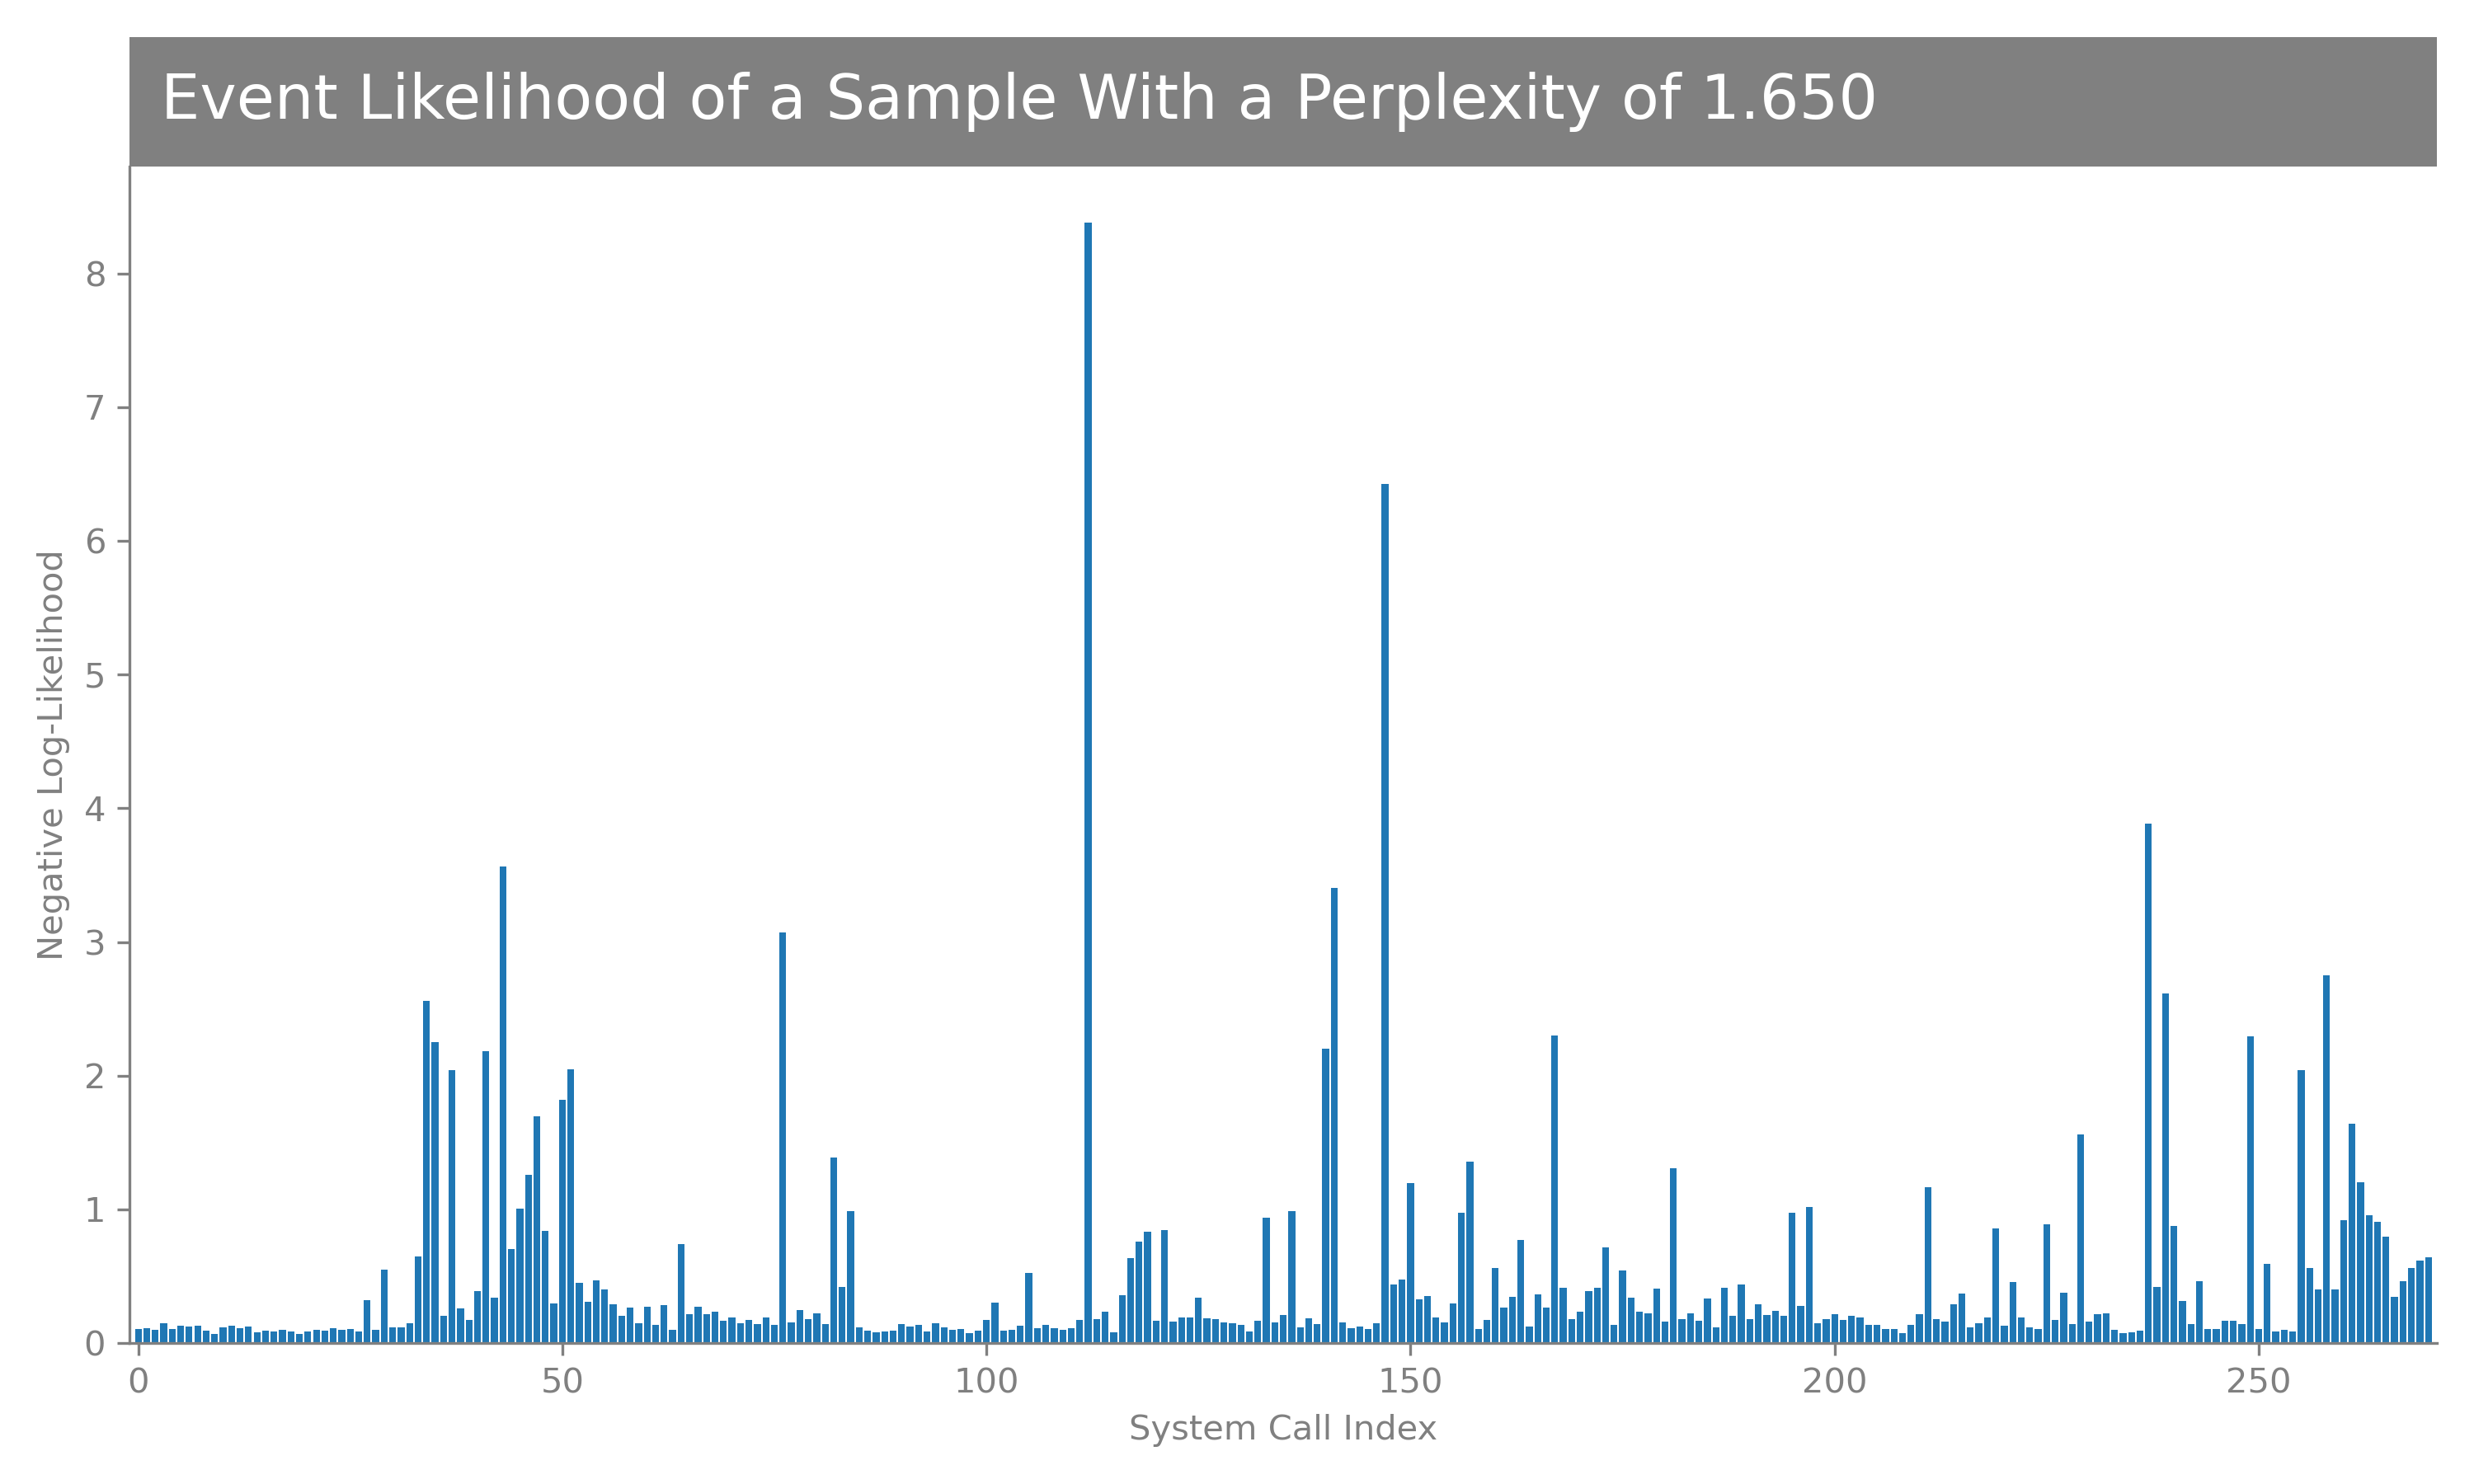 Event Likelihood of a Sample With a Perplexity of 1.650
8
7
6
5
4
3
2
1
0
Negative Log-Likelihood
0 50 100 150 200 250
System Call Index